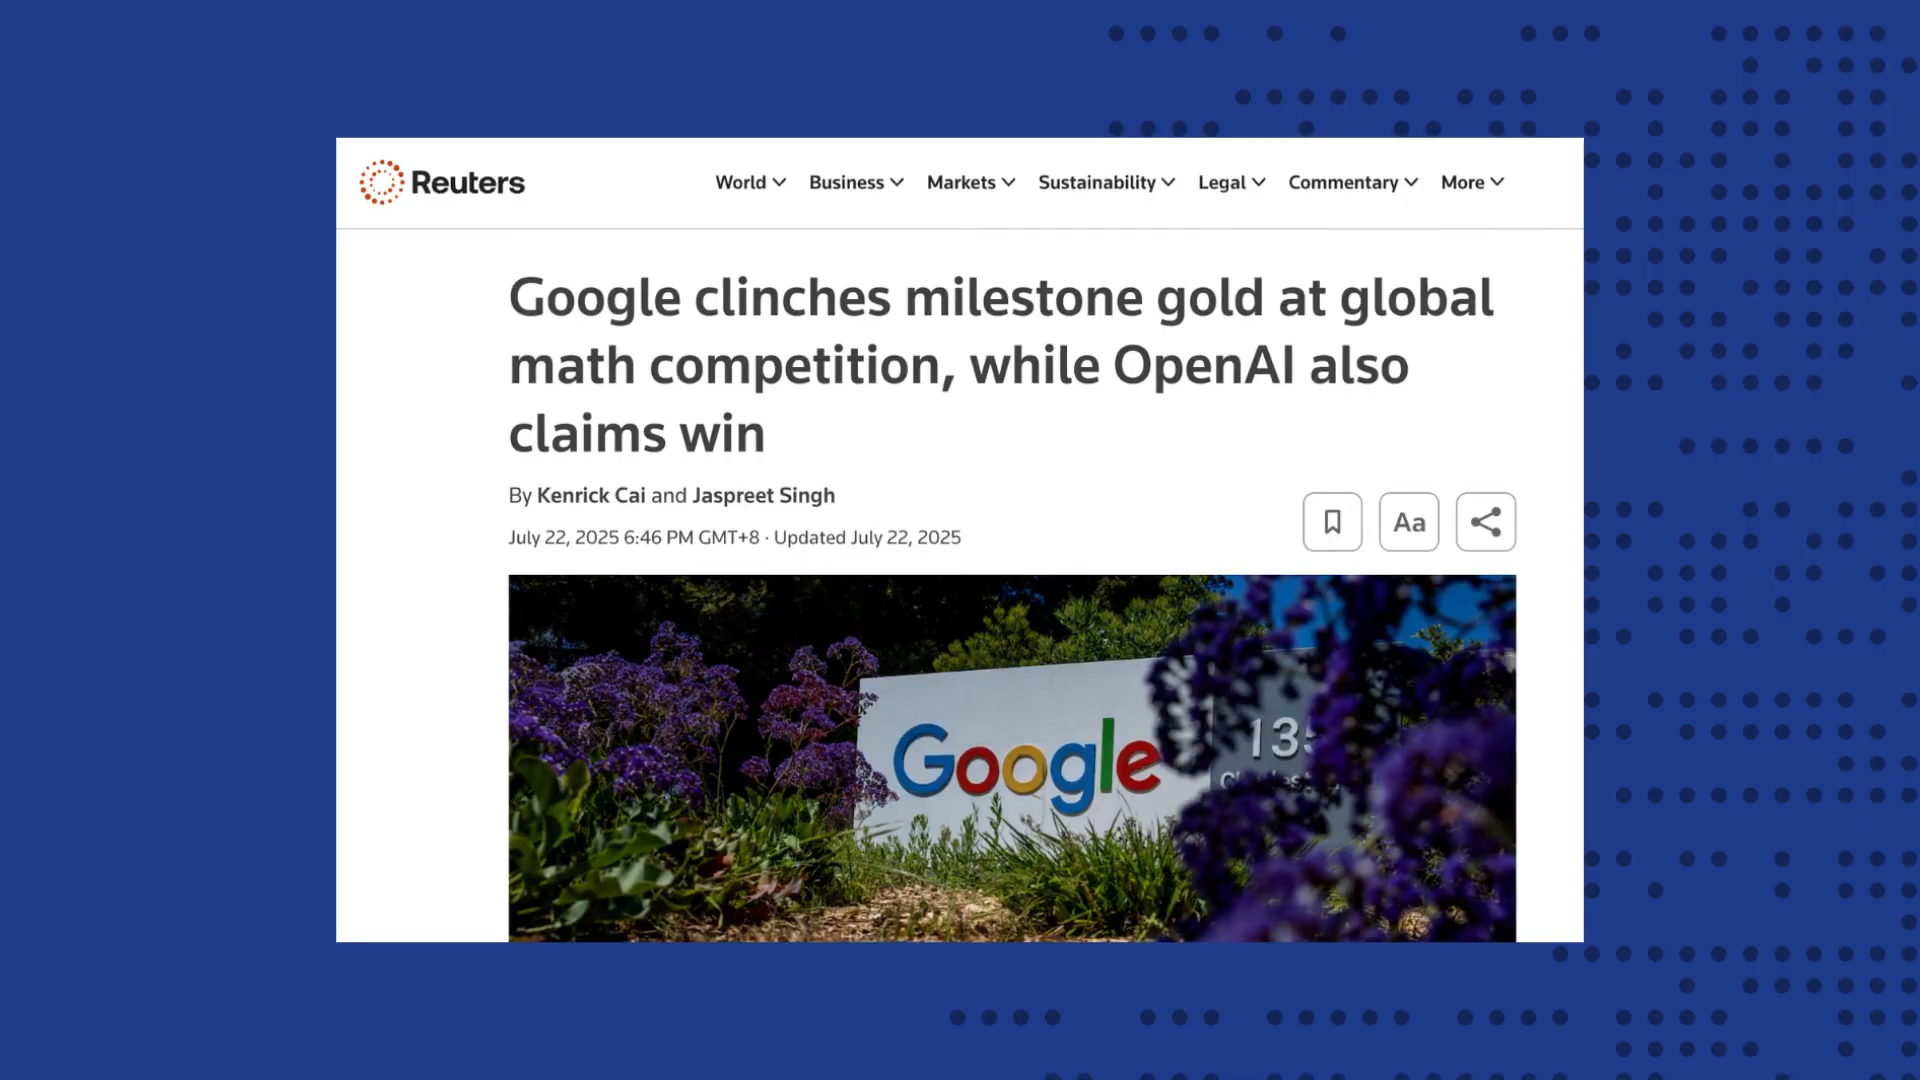 Reuters
World Business Markets Sustainability Legal Commentary More
Google clinches milestone gold at global
math competition, while OpenAI also
claims win
By Kenrick Cai and Jaspreet Singh
July 22, 2025 6:46 PM GMT+8 · Updated July 22, 2025
Aa
Google